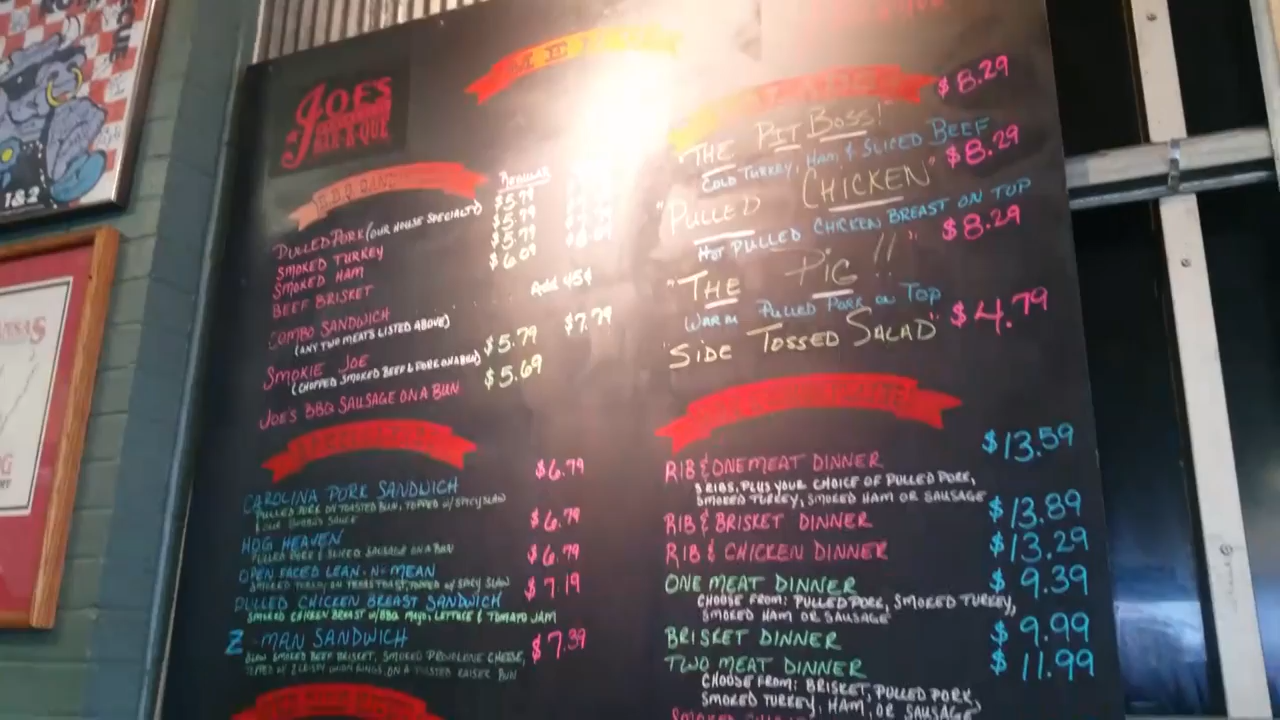 1&2
JOES
BAR-B-QUE
MENU
B.B.Q SAND
REGULAR
PULLED PORK (OUR HOUSE SPECIALTY) $5.79
SMOKED TURKEY $5.79
SMOKED HAM $5.79
BEEF BRISKET $6.09
COMBO SANDWICH Add 45¢
(ANY TWO MEATS LISTED ABOVE)
SMOKIE JOE $5.79 $7.79
(CHOPPED SMOKED BEEF & PORK ON A BUN)
JOE'S BBQ SAUSAGE ON A BUN $5.69
SPECIALTIES
CAROLINA PORK SANDWICH $6.79
PULLED PORK ON TOASTED BUN, TOPPED W/ SPICY SLAW
HOG HEAVEN $6.79
PULLED PORK & SLICED SAUSAGE ON A BUN
OPEN FACED LEAN-N-MEAN $6.79
SMOKED TURKEY ON TEXAS TOAST, TOPPED W/ SPICY SLAW
PULLED CHICKEN BREAST SANDWICH $7.19
SMOKED CHICKEN BREAST W/BBQ MAYO, LETTUCE & TOMATO JAM
Z-MAN SANDWICH $7.39
SLOW SMOKED BEEF BRISKET, SMOKED PROVOLONE CHEESE,
TOPPED W/ 2 CRISPY ONION RINGS, ON A TOASTED KAISER BUN
"THE PIT BOSS!" $8.29
COLD TURKEY, HAM & SLICED BEEF
"PULLED CHICKEN" $8.29
HOT PULLED CHICKEN BREAST ON TOP
"THE PIG!!" $8.29
WARM PULLED PORK ON TOP
"SIDE TOSSED SALAD" $4.79
RIB & ONE MEAT DINNER $13.59
3 RIBS, PLUS YOUR CHOICE OF PULLED PORK,
SMOKED TURKEY, SMOKED HAM OR SAUSAGE
RIB & BRISKET DINNER $13.89
RIB & CHICKEN DINNER $13.29
ONE MEAT DINNER $9.39
CHOOSE FROM: PULLED PORK, SMOKED TURKEY,
SMOKED HAM OR SAUSAGE
BRISKET DINNER $9.99
TWO MEAT DINNER $11.99
CHOOSE FROM: BRISKET, PULLED PORK,
SMOKED TURKEY, HAM, OR SAUSAGE